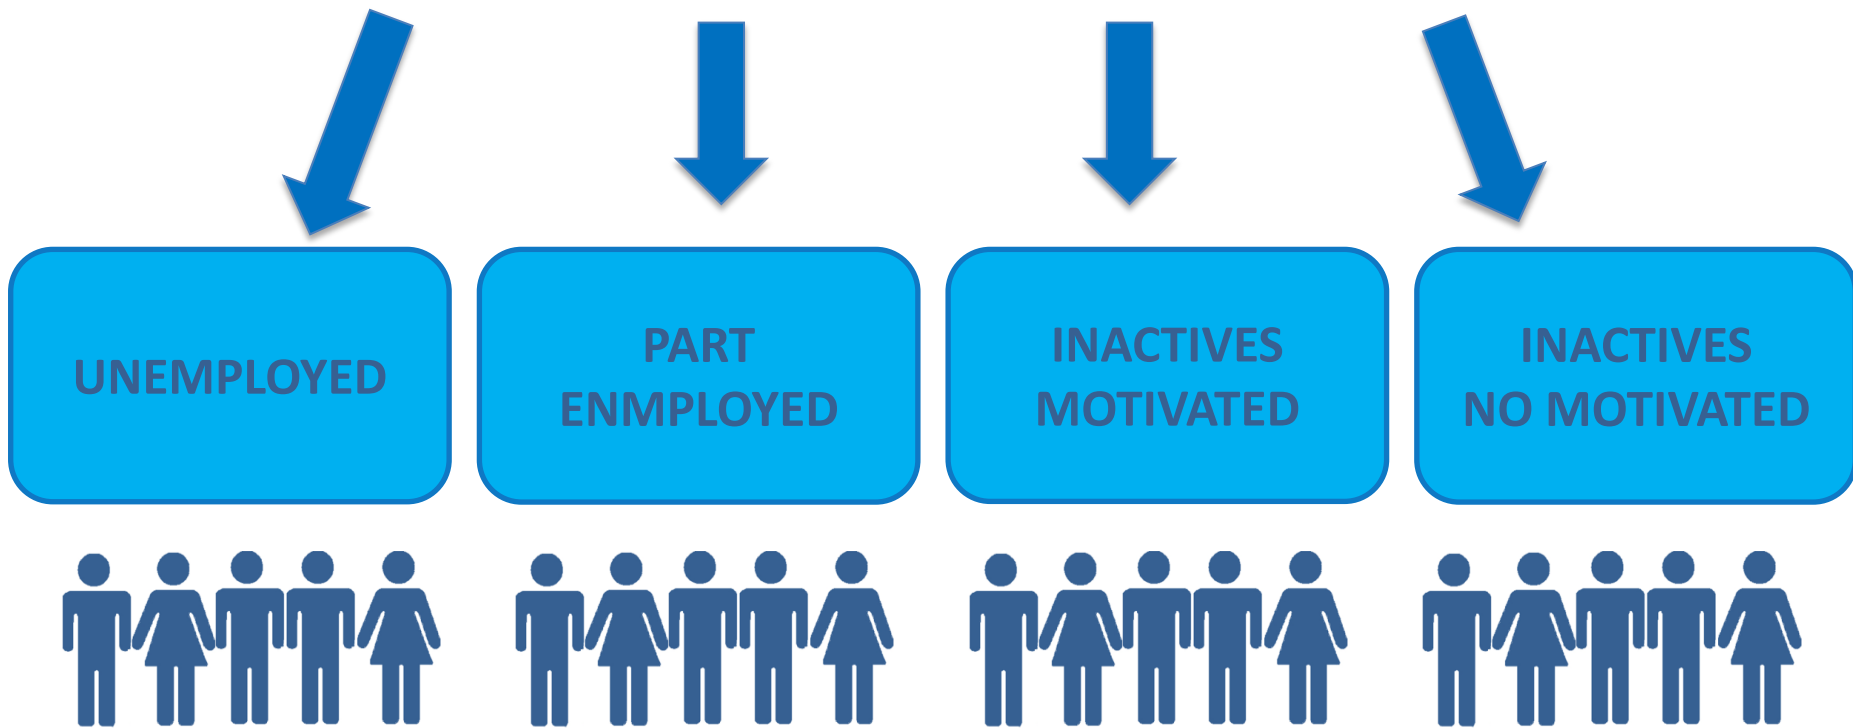 UNEMPLOYED
PART
ENMPLOYED
INACTIVES
MOTIVATED
INACTIVES
NO MOTIVATED